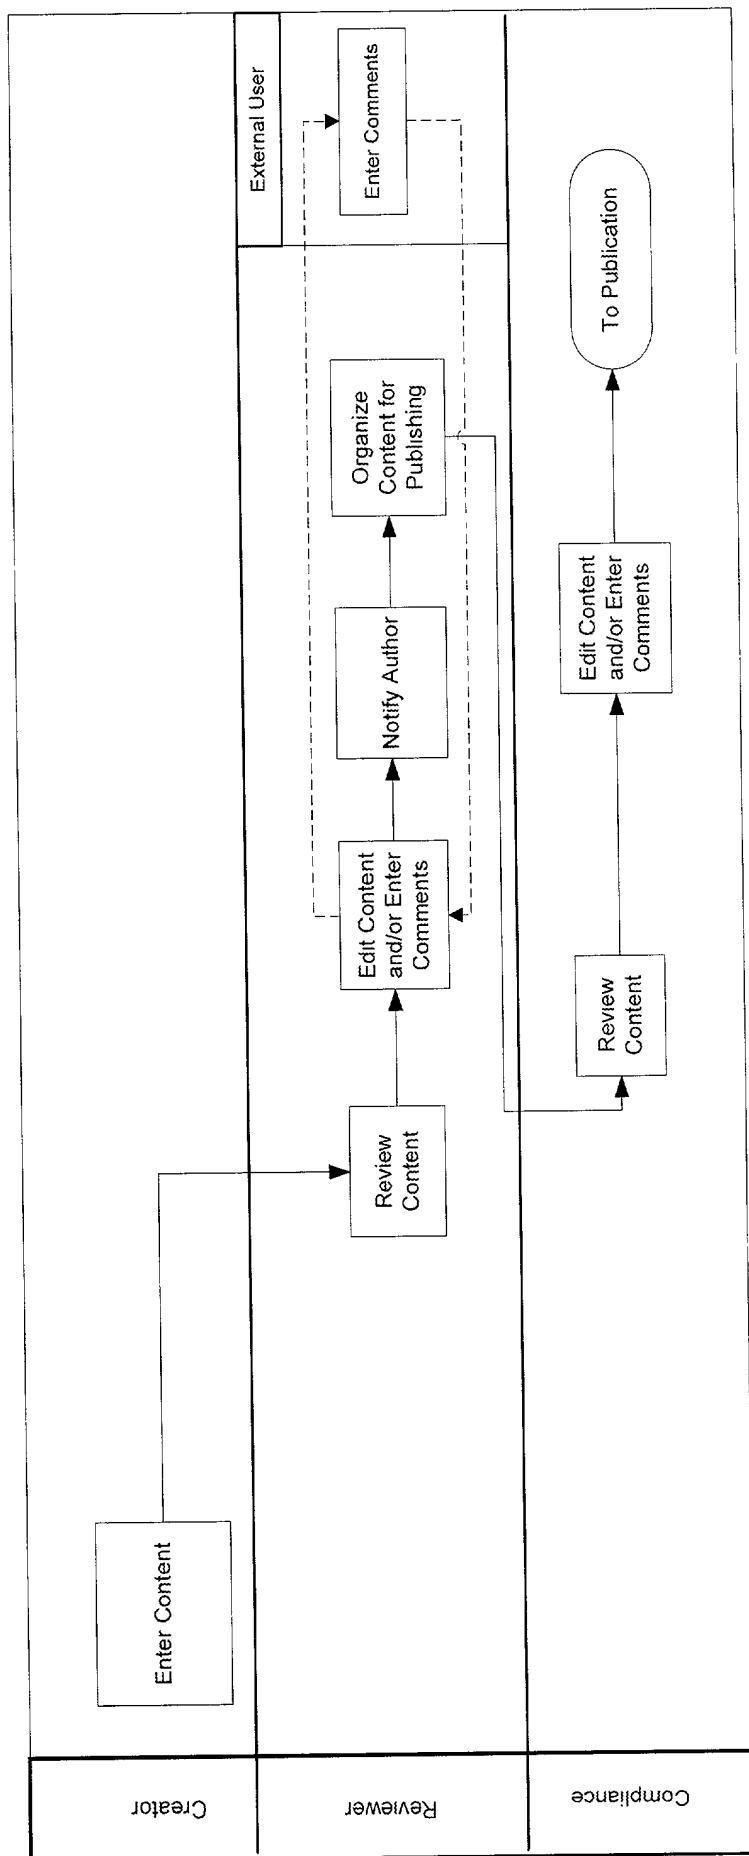 Creator
Enter Content
Reviewer
Review
Content
Edit Content
and/or Enter
Comments
Notify Author
Organize
Content for
Publishing
External User
Enter Comments
Compliance
Review
Content
Edit Content
and/or Enter
Comments
To Publication